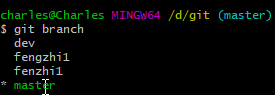 charles@Charles MINGW64 /d/git (master)
$ git branch
dev
fengzhi1
fenzhi1
* master